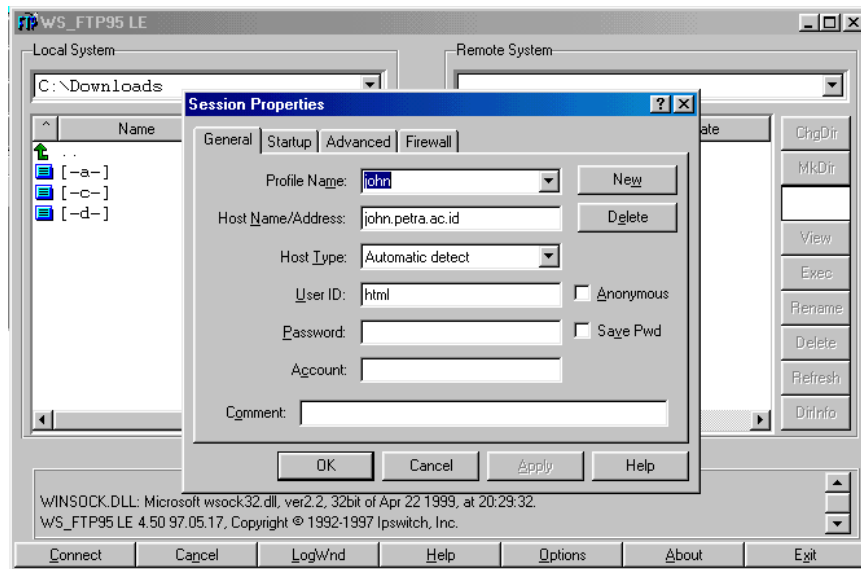 WS_FTP95 LE
Local System
Remote System
C:\Downloads
Session Properties
General Startup Advanced Firewall
Profile Name: john New
Host Name/Address: john.petra.ac.id Delete
Host Type: Automatic detect
User ID: html Anonymous
Password: Save Pwd
Account:
Comment:
OK Cancel Apply Help
^ Name
..
[-a-]
[-c-]
[-d-]
ate
ChgDir
MkDir
View
Exec
Rename
Delete
Refresh
DirInfo
WINSOCK.DLL: Microsoft wsock32.dll, ver2.2, 32bit of Apr 22 1999, at 20:29:32.
WS_FTP95 LE 4.50 97.05.17, Copyright © 1992-1997 Ipswitch, Inc.
Connect Cancel LogWnd Help Options About Exit